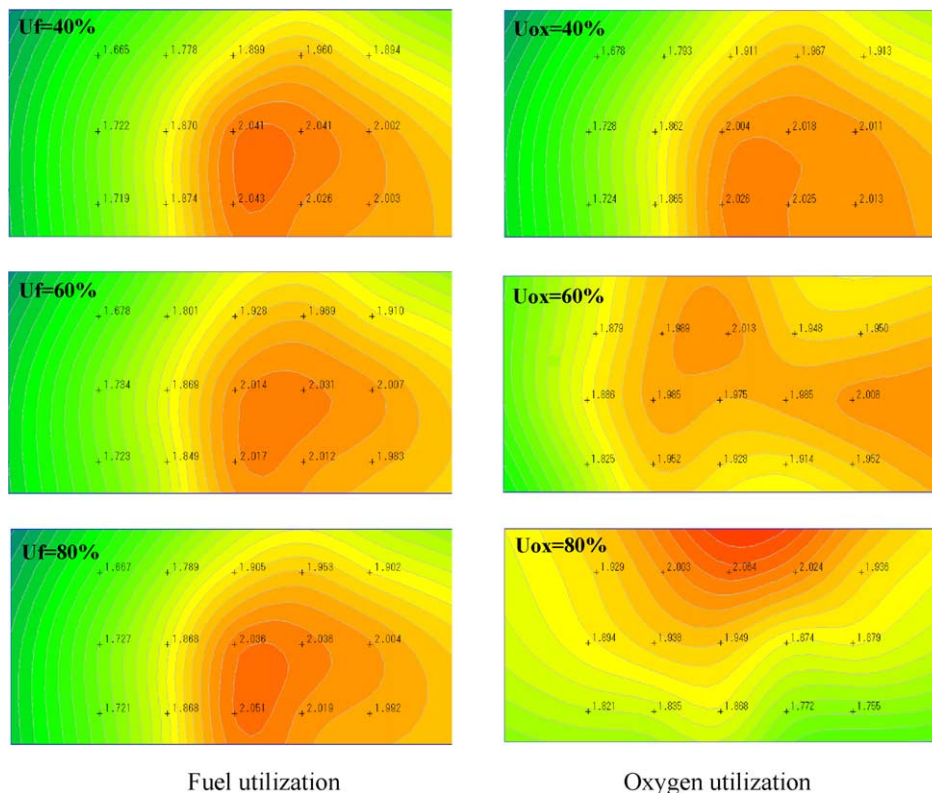 Uf=40%
1.665 1.778 1.899 1.960 1.894
1.722 1.870 2.041 2.041 2.002
1.719 1.874 2.043 2.026 2.003
Uox=40%
1.678 1.793 1.911 1.967 1.913
1.728 1.862 2.004 2.018 2.011
1.724 1.865 2.026 2.025 2.013
Uf=60%
1.678 1.801 1.928 1.969 1.910
1.734 1.869 2.014 2.031 2.007
1.723 1.849 2.017 2.012 1.983
Uox=60%
1.879 1.989 2.013 1.948 1.950
1.886 1.985 1.975 1.985 2.008
1.825 1.952 1.928 1.914 1.952
Uf=80%
1.667 1.789 1.905 1.953 1.902
1.727 1.868 2.036 2.036 2.004
1.721 1.868 2.051 2.019 1.992
Uox=80%
1.929 2.003 2.064 2.024 1.936
1.894 1.938 1.949 1.874 1.879
1.821 1.835 1.868 1.772 1.755
Fuel utilization
Oxygen utilization